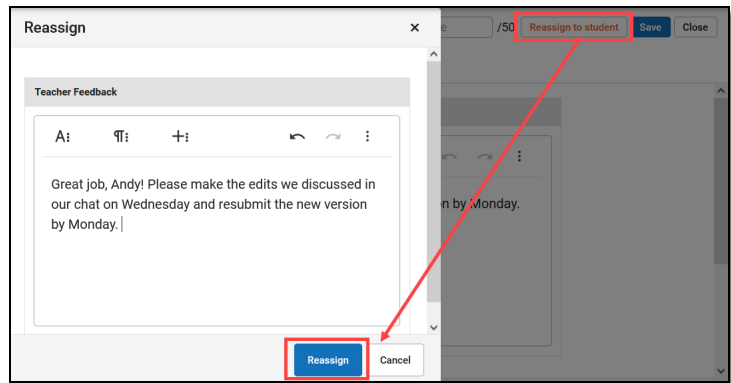 Reassign
/50 Reassign to student Save Close
Teacher Feedback
Great job, Andy! Please make the edits we discussed in
our chat on Wednesday and resubmit the new version
by Monday.
n by Monday.
Reassign Cancel